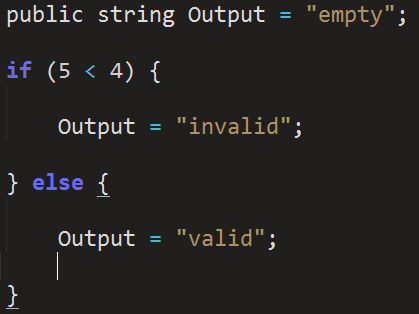 public string Output = "empty";
if (5 < 4) {
Output = "invalid";
} else {
Output = "valid";
}